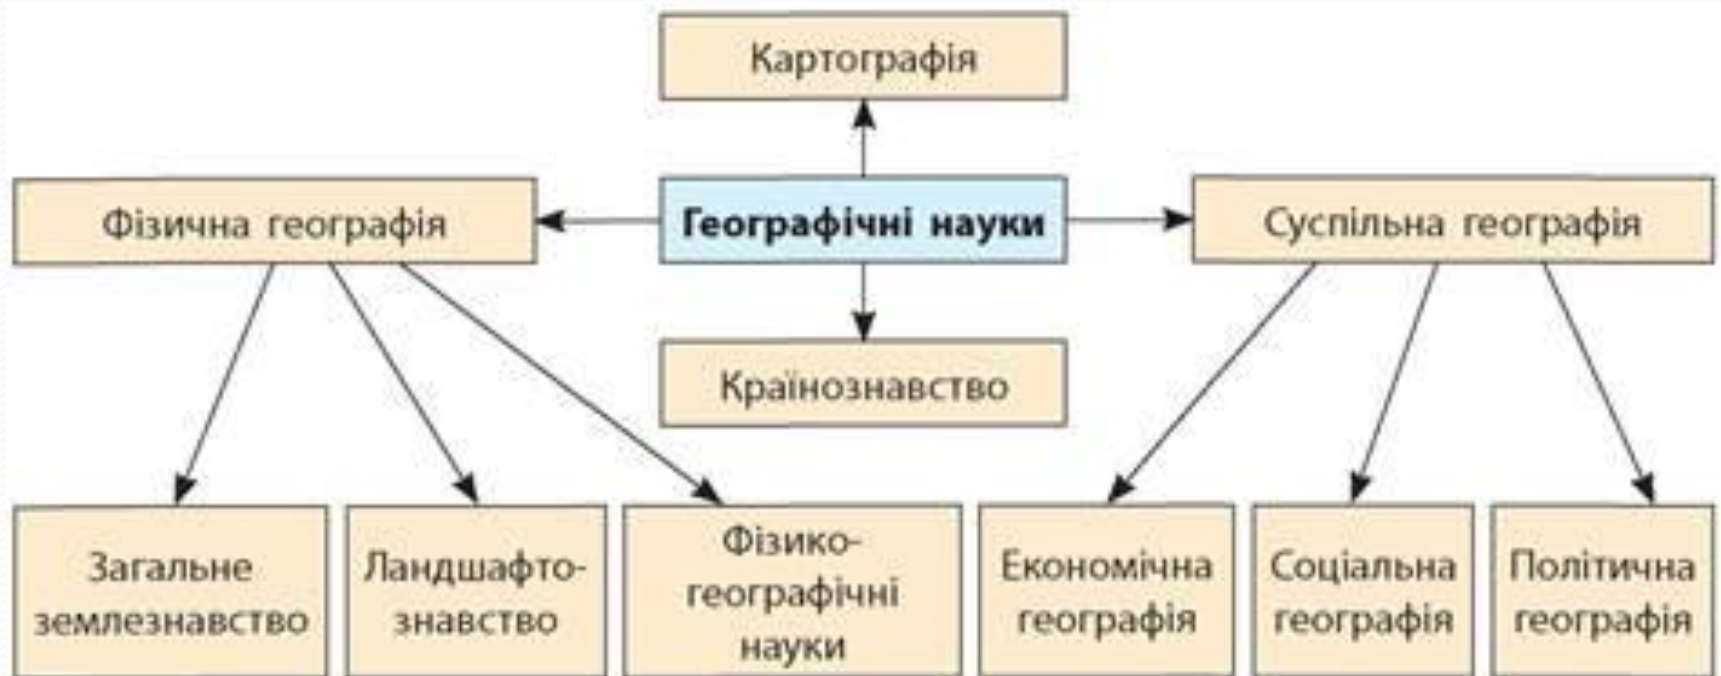 Картографія
Фізична географія
Географічні науки
Суспільна географія
Країнознавство
Загальне
землезнавство
Ландшафто-
знавство
Фізико-
географічні
науки
Економічна
географія
Соціальна
географія
Політична
географія